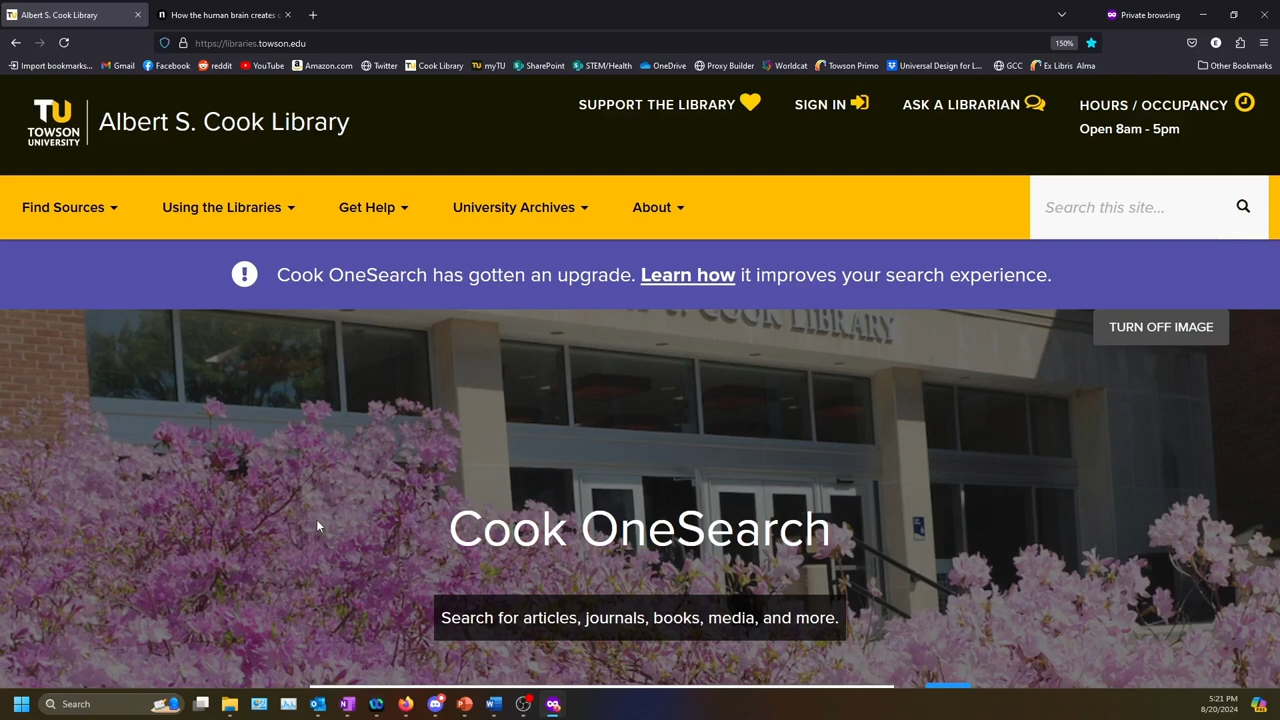 Albert S. Cook Library
How the human brain creates c
Private browsing
https://libraries.towson.edu
150%
Import bookmarks...
Gmail
Facebook
reddit
YouTube
Amazon.com
Twitter
Cook Library
myTU
SharePoint
STEM/Health
OneDrive
Proxy Builder
Worldcat
Towson Primo
Universal Design for L...
GCC
Ex Libris Alma
Other Bookmarks
TU
TOWSON
UNIVERSITY
Albert S. Cook Library
SUPPORT THE LIBRARY
SIGN IN
ASK A LIBRARIAN
HOURS / OCCUPANCY
Open 8am - 5pm
Find Sources
Using the Libraries
Get Help
University Archives
About
Search this site...
Cook OneSearch has gotten an upgrade. Learn how it improves your search experience.
COOK LIBRARY
TURN OFF IMAGE
Cook OneSearch
Search for articles, journals, books, media, and more.
Search
5:21 PM
8/20/2024